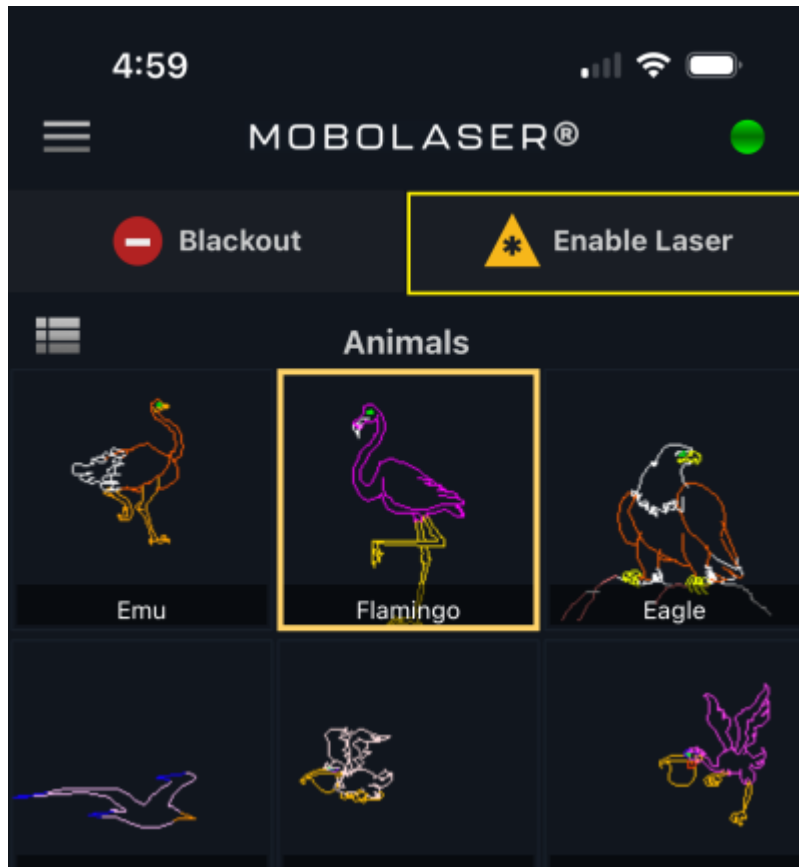 4:59
MOBOLASER®
Blackout
Enable Laser
Animals
Emu
Flamingo
Eagle